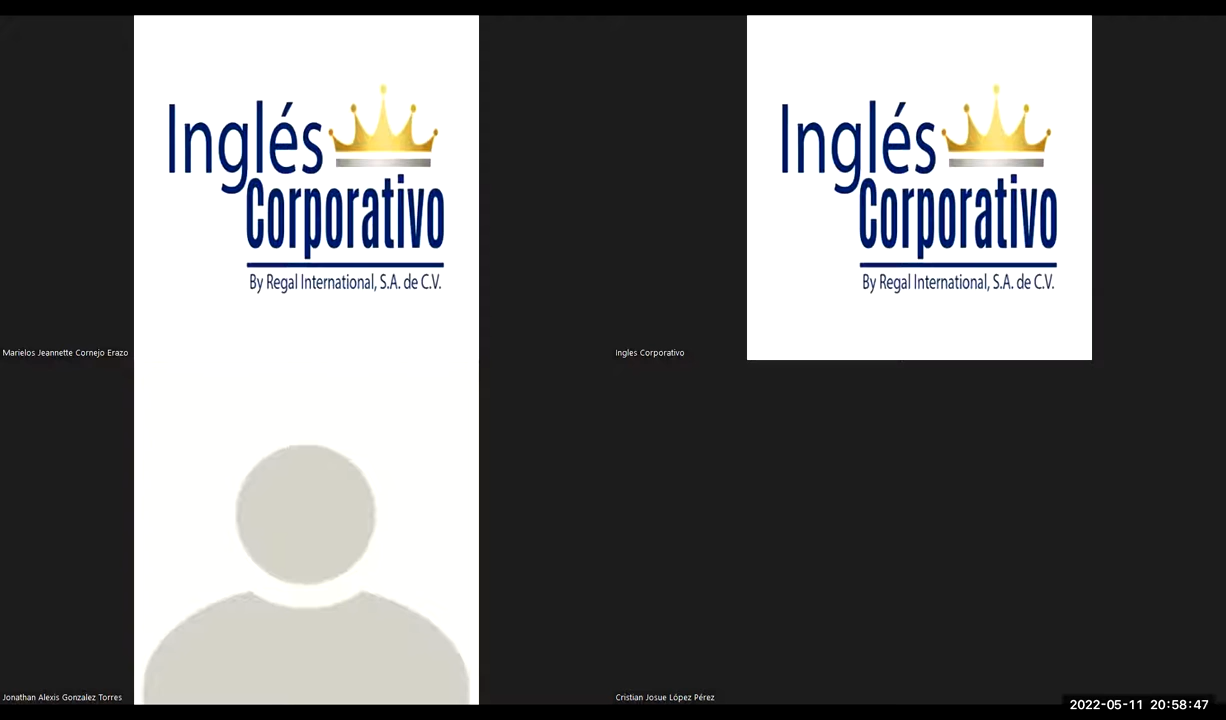 Inglés
Corporativo
By Regal International, S.A. de C.V.
Marielos Jeannette Cornejo Erazo
Inglés
Corporativo
By Regal International, S.A. de C.V.
Ingles Corporativo
Jonathan Alexis Gonzalez Torres
Cristian Josue López Pérez
2022-05-11 20:58:47